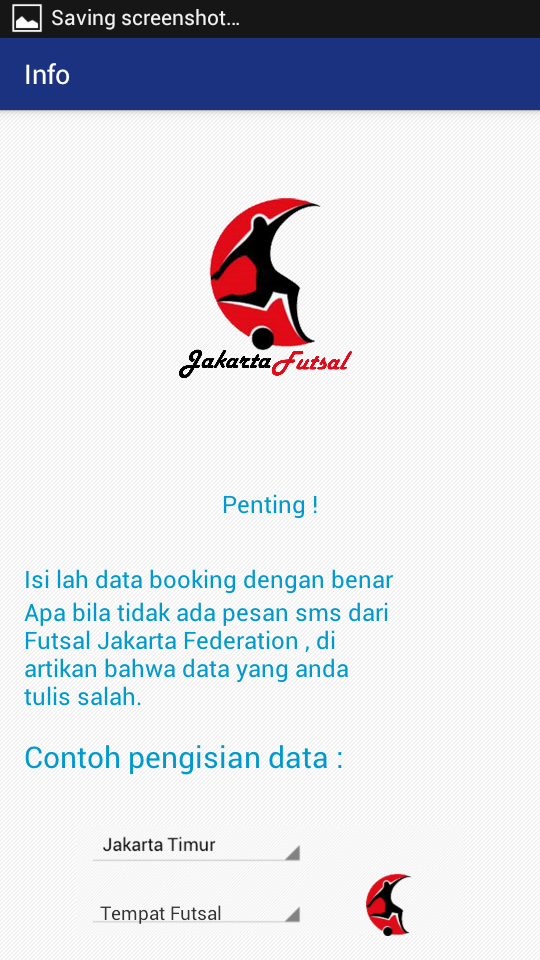 Saving screenshot...
Info
JakartaFutsal
Penting !
Isi lah data booking dengan benar
Apa bila tidak ada pesan sms dari
Futsal Jakarta Federation , di
artikan bahwa data yang anda
tulis salah.
Contoh pengisian data :
Jakarta Timur
Tempat Futsal